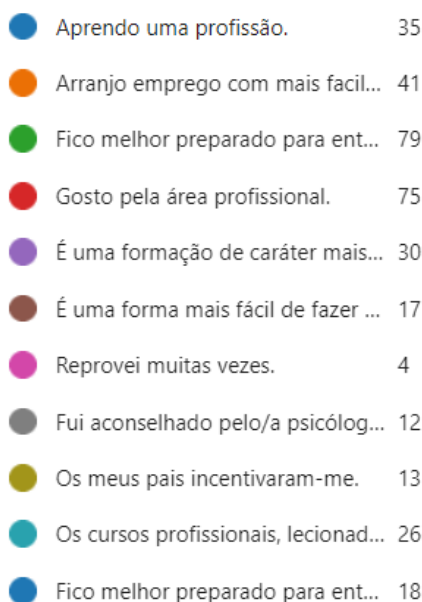 Aprendo uma profissão. 35
Arranjo emprego com mais facil... 41
Fico melhor preparado para ent... 79
Gosto pela área profissional. 75
É uma formação de caráter mais... 30
É uma forma mais fácil de fazer ... 17
Reprovei muitas vezes. 4
Fui aconselhado pelo/a psicólog... 12
Os meus pais incentivaram-me. 13
Os cursos profissionais, lecionad... 26
Fico melhor preparado para ent... 18